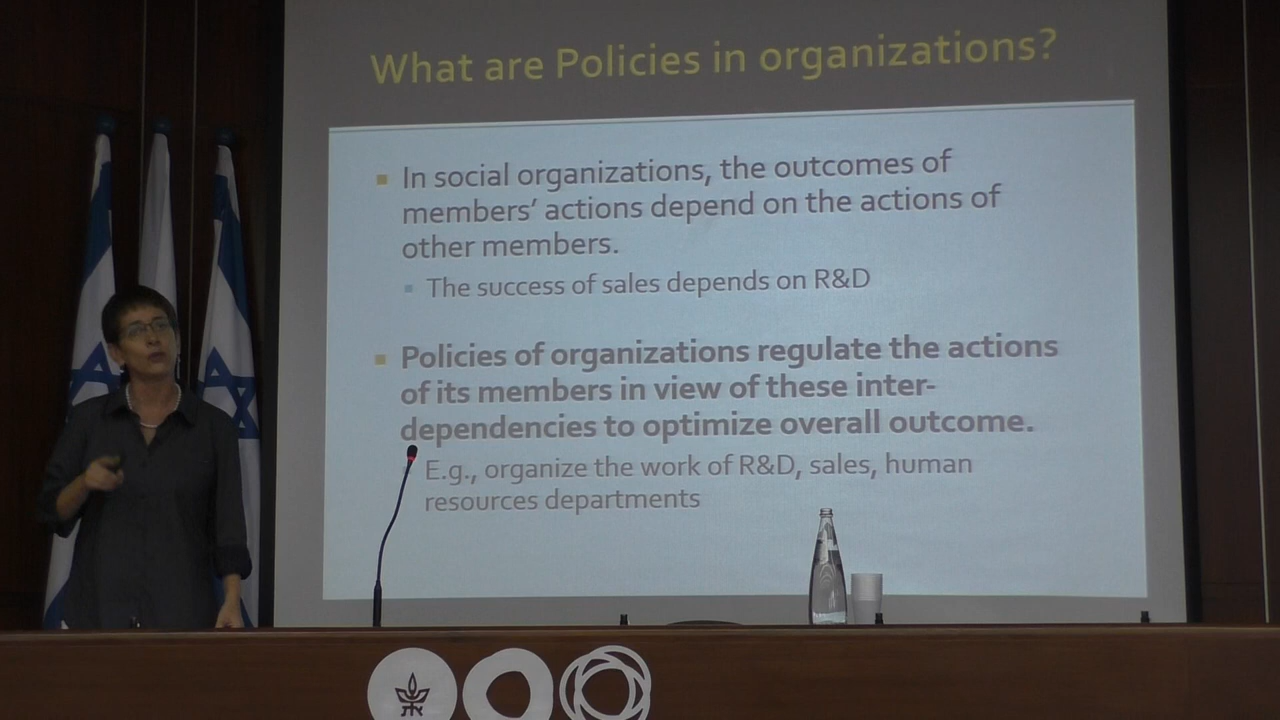 What are Policies in organizations?
In social organizations, the outcomes of
members' actions depend on the actions of
other members.
The success of sales depends on R&D
Policies of organizations regulate the actions
of its members in view of these inter-
dependencies to optimize overall outcome.
E.g., organize the work of R&D, sales, human
resources departments